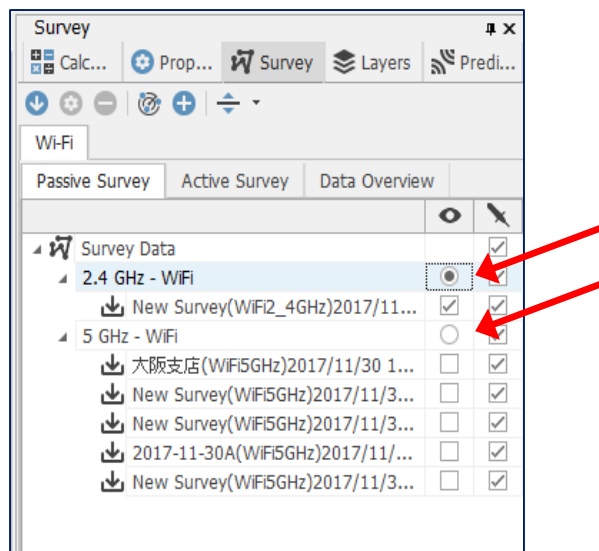 Survey
Calc... Prop... Survey Layers Predi...
Wi-Fi
Passive Survey Active Survey Data Overview
Survey Data
2.4 GHz - WiFi
New Survey(WiFi2_4GHz)2017/11...
5 GHz - WiFi
大阪支店(WiFi5GHz)2017/11/30 1...
New Survey(WiFi5GHz)2017/11/3...
New Survey(WiFi5GHz)2017/11/3...
2017-11-30A(WiFi5GHz)2017/11/...
New Survey(WiFi5GHz)2017/11/3...